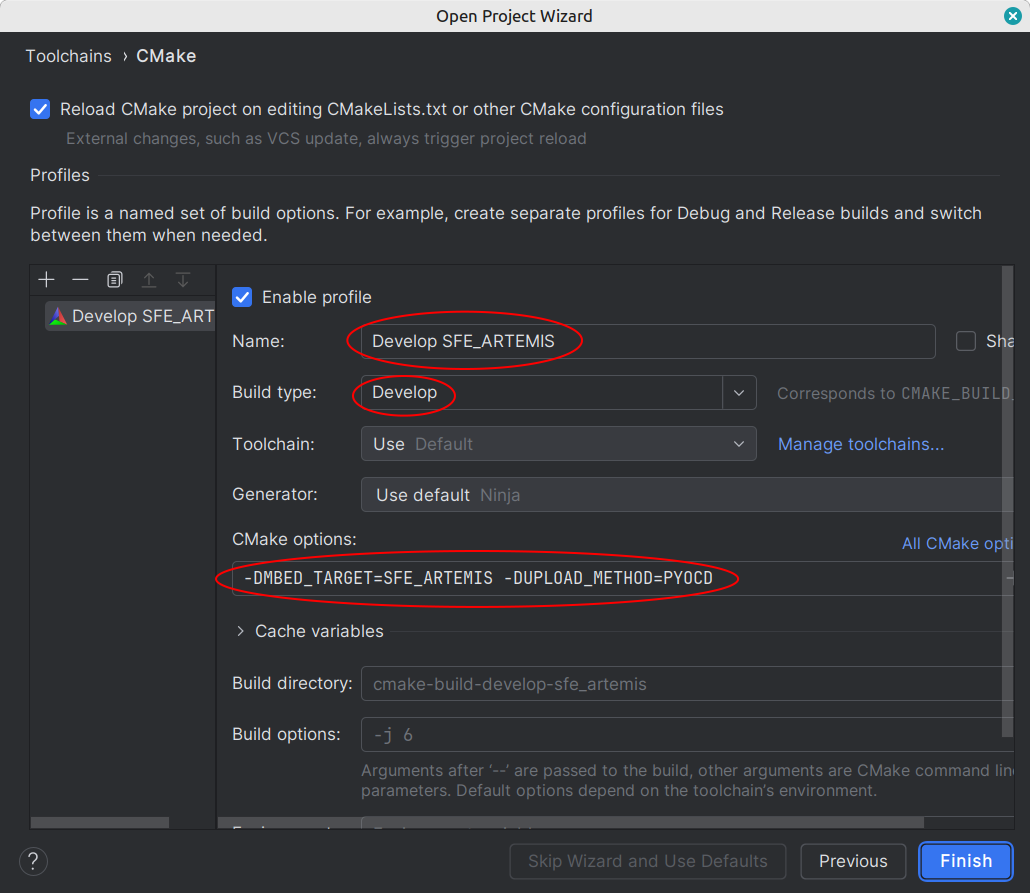 Open Project Wizard
Toolchains › CMake
Reload CMake project on editing CMakeLists.txt or other CMake configuration files
External changes, such as VCS update, always trigger project reload
Profiles
Profile is a named set of build options. For example, create separate profiles for Debug and Release builds and switch
between them when needed.
Develop SFE_ART
Enable profile
Name: Develop SFE_ARTEMIS Sha
Build type: Develop Corresponds to CMAKE_BUILD_
Toolchain: Use Default Manage toolchains...
Generator: Use default Ninja
CMake options: All CMake opti
-DMBED_TARGET=SFE_ARTEMIS -DUPLOAD_METHOD=PYOCD
Cache variables
Build directory: cmake-build-develop-sfe_artemis
Build options: -j 6
Arguments after ‘--’ are passed to the build, other arguments are CMake command line
parameters. Default options depend on the toolchain’s environment.
? Skip Wizard and Use Defaults Previous Finish